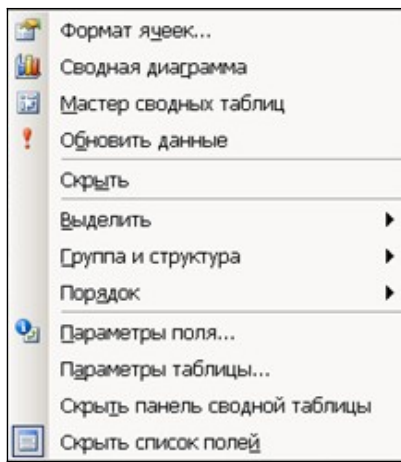 Формат ячеек...
Сводная диаграмма
Мастер сводных таблиц
Обновить данные
Скрыть
Выделить
Группа и структура
Порядок
Параметры поля...
Параметры таблицы...
Скрыть панель сводной таблицы
Скрыть список полей